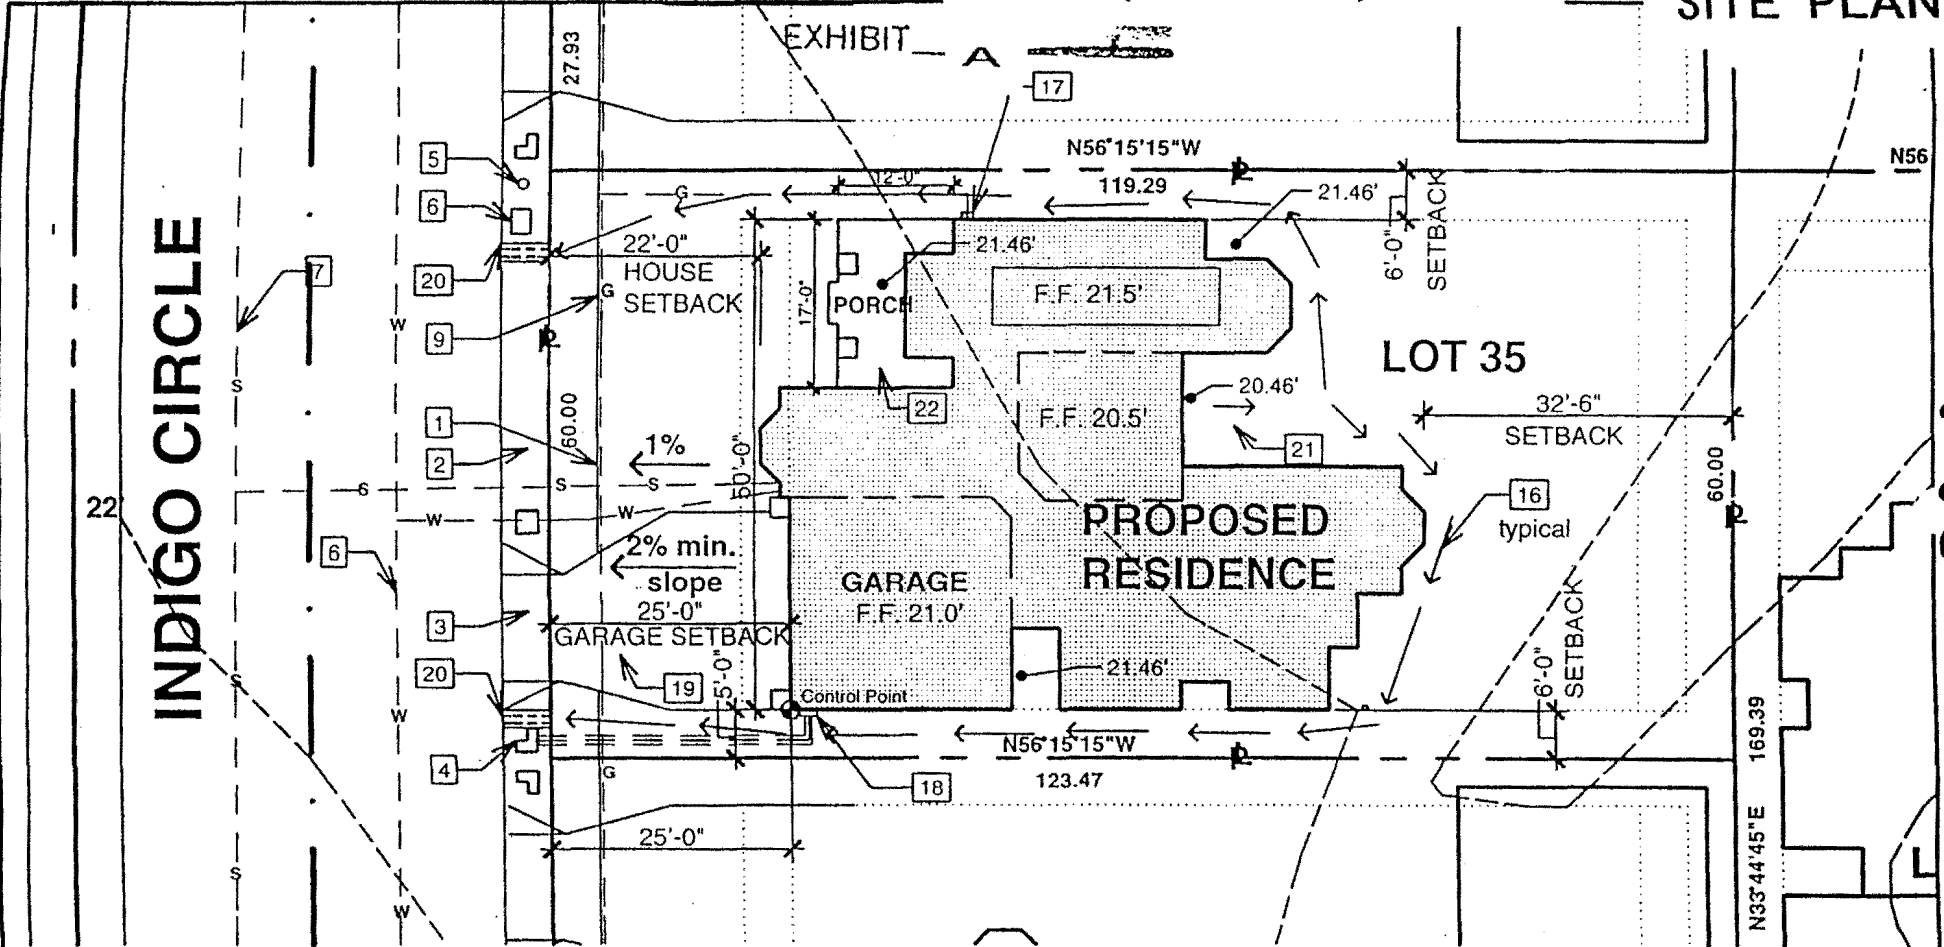 SITE PLAN
EXHIBIT A
27.93
17
N56°15'15"W
N56
5
12'-0"
G
119.29
21.46'
6
SETBACK
6'-0"
22'-0"
21.46'
HOUSE
SETBACK
7
20
G
17'-0"
PORCH
F.F. 21.5'
W
9
LOT 35
S
20.46'
INDIGO CIRCLE
22
32'-6"
SETBACK
1
60.00
F.F. 20.5'
1%
21
2
50'-0"
60.00
S
S
16
22'
W
W
PROPOSED
typical
6
2% min.
RESIDENCE
slope
GARAGE
25'-0"
F.F. 21.0'
3
GARAGE SETBACK
SETBACK
6'-0"
20
19
5'-0"
21.46'
S
Control Point
W
N56°15'15"W
4
G
18
123.47
169.39
25'-0"
N33°44'45"E
S
W
L